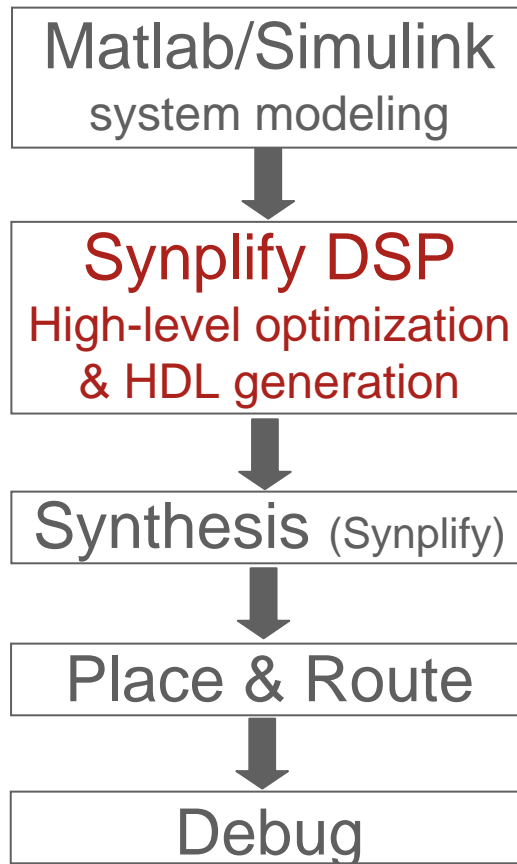 Matlab/Simulink
system modeling
Synplify DSP
High-level optimization
& HDL generation
Synthesis (Synplify)
Place & Route
Debug